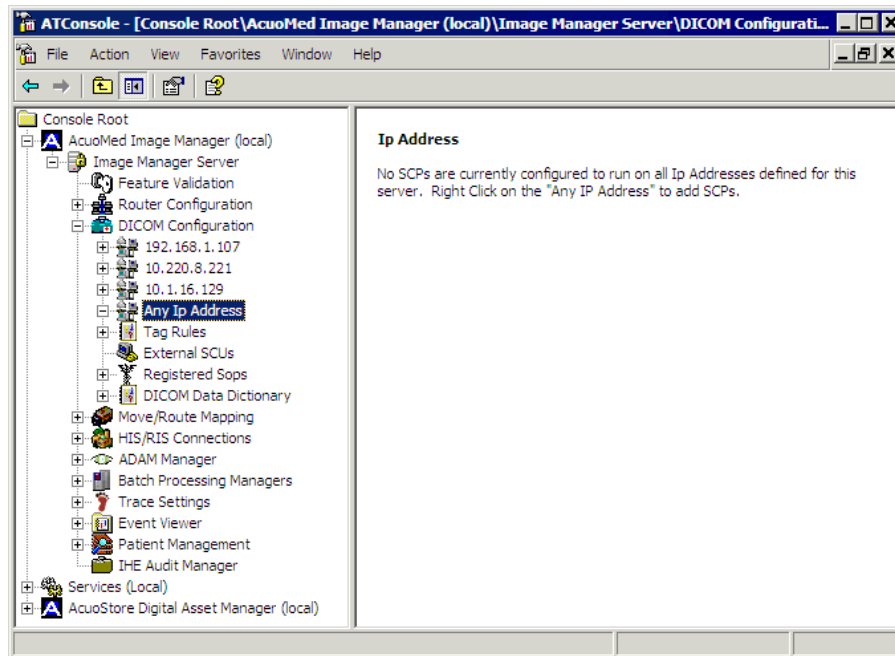 ATConsole - [Console Root\AcuoMed Image Manager (local)\Image Manager Server\DICOM Configurati...
File Action View Favorites Window Help
Console Root
AcuoMed Image Manager (local)
Image Manager Server
Feature Validation
Router Configuration
DICOM Configuration
192.168.1.107
10.220.8.221
10.1.16.129
Any Ip Address
Tag Rules
External SCUs
Registered Sops
DICOM Data Dictionary
Move/Route Mapping
HIS/RIS Connections
ADAM Manager
Batch Processing Managers
Trace Settings
Event Viewer
Patient Management
IHE Audit Manager
Services (Local)
AcuoStore Digital Asset Manager (local)
Ip Address
No SCPs are currently configured to run on all Ip Addresses defined for this
server. Right Click on the "Any IP Address" to add SCPs.